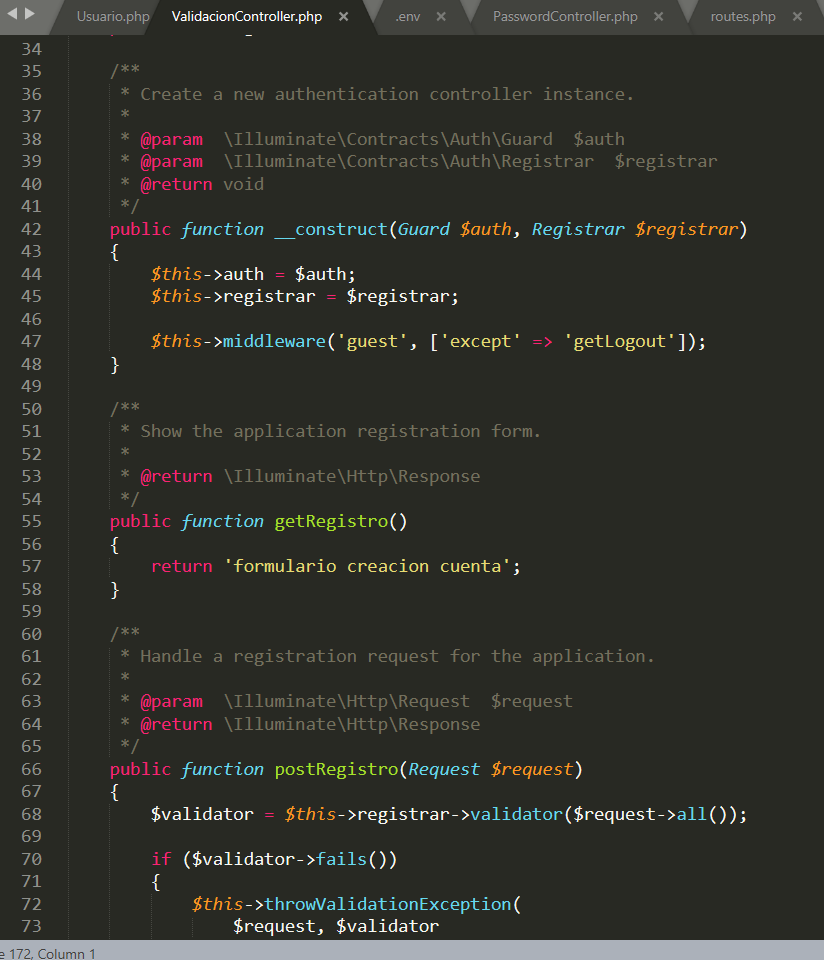 Usuario.php ValidacionController.php × .env × PasswordController.php × routes.php ×
34
35 /**
36 * Create a new authentication controller instance.
37 *
38 * @param \Illuminate\Contracts\Auth\Guard $auth
39 * @param \Illuminate\Contracts\Auth\Registrar $registrar
40 * @return void
41 */
42 public function __construct(Guard $auth, Registrar $registrar)
43 {
44 $this->auth = $auth;
45 $this->registrar = $registrar;
46
47 $this->middleware('guest', ['except' => 'getLogout']);
48 }
49
50 /**
51 * Show the application registration form.
52 *
53 * @return \Illuminate\Http\Response
54 */
55 public function getRegistro()
56 {
57 return 'formulario creacion cuenta';
58 }
59
60 /**
61 * Handle a registration request for the application.
62 *
63 * @param \Illuminate\Http\Request $request
64 * @return \Illuminate\Http\Response
65 */
66 public function postRegistro(Request $request)
67 {
68 $validator = $this->registrar->validator($request->all());
69
70 if ($validator->fails())
71 {
72 $this->throwValidationException(
73 $request, $validator
e 172, Column 1